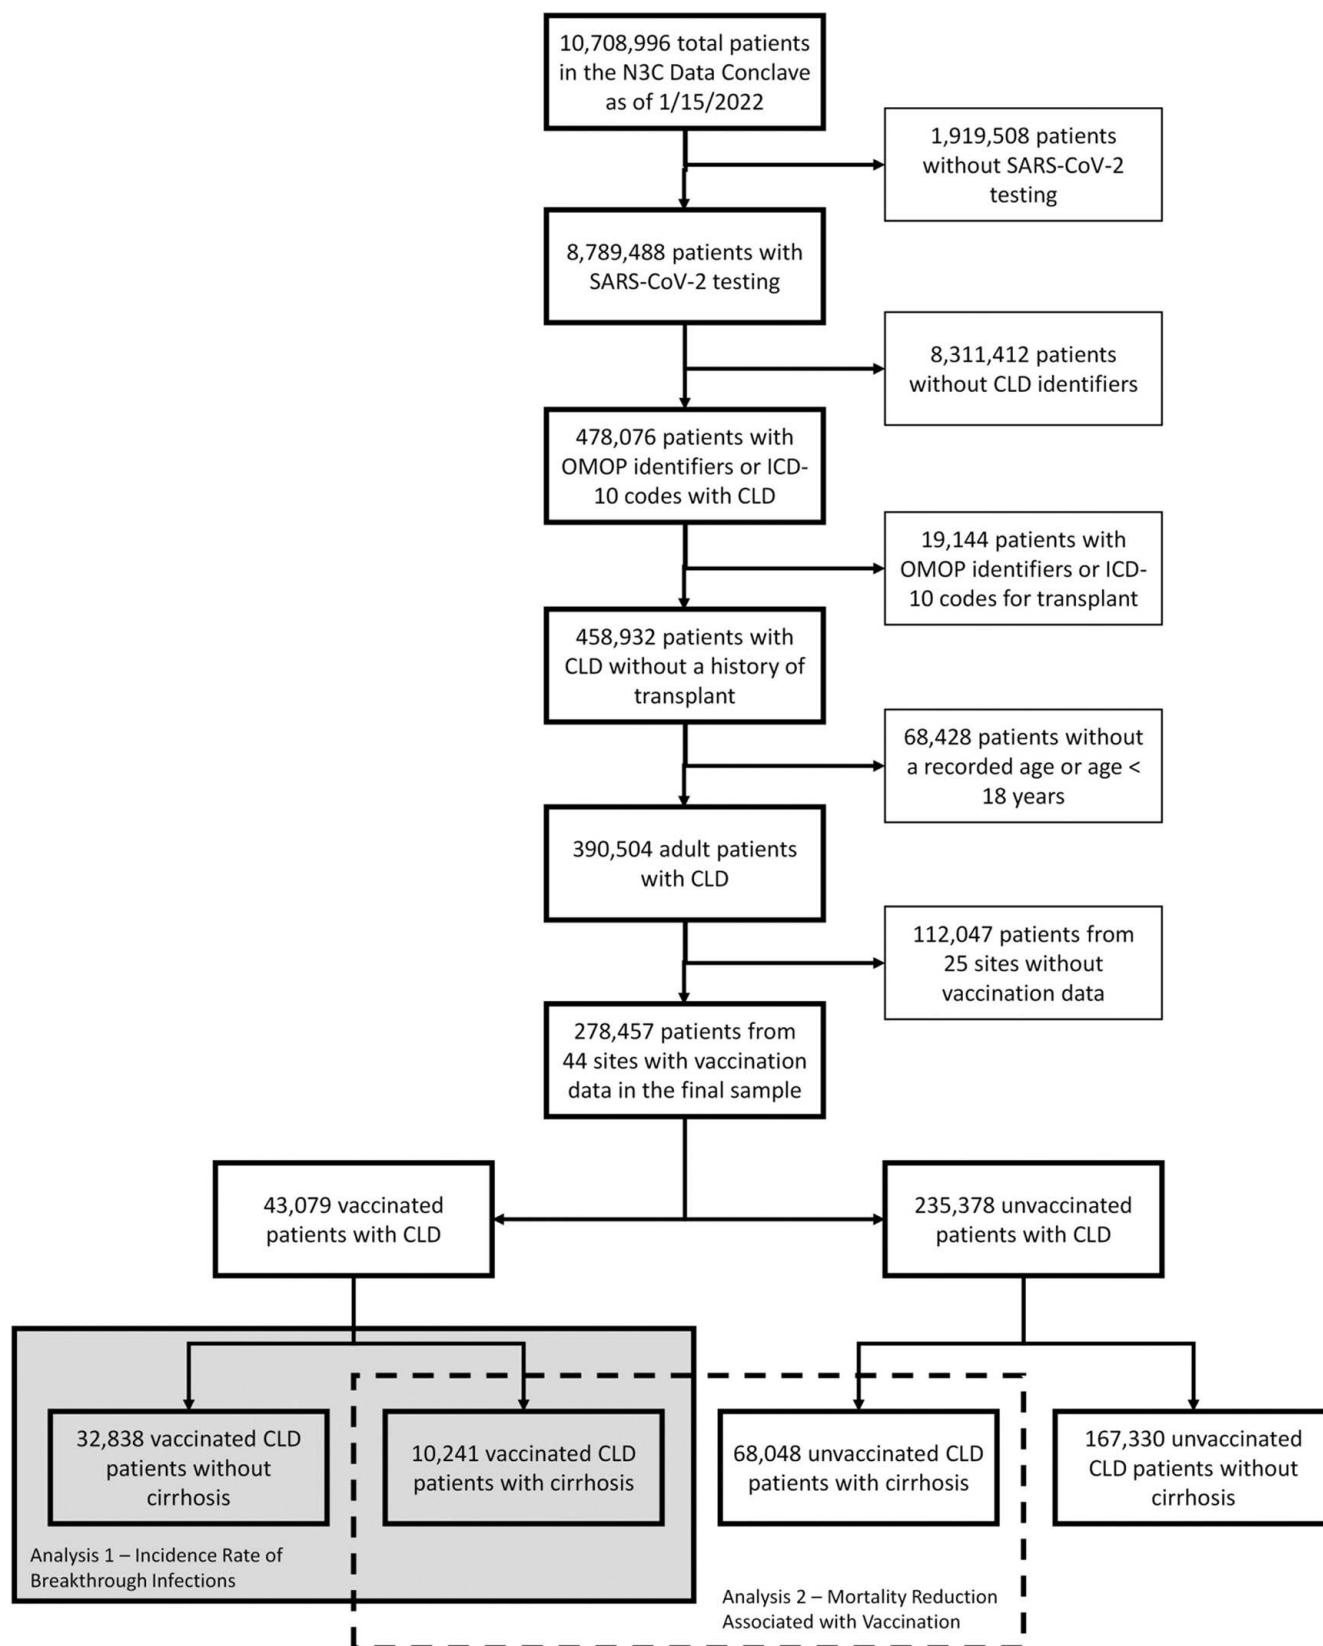 10,708,996 total patients
in the N3C Data Conclave
as of 1/15/2022
1,919,508 patients
without SARS-CoV-2
testing
8,789,488 patients with
SARS-CoV-2 testing
8,311,412 patients
without CLD identifiers
478,076 patients with
OMOP identifiers or ICD-
10 codes with CLD
19,144 patients with
OMOP identifiers or ICD-
10 codes for transplant
458,932 patients with
CLD without a history of
transplant
68,428 patients without
a recorded age or age <
18 years
390,504 adult patients
with CLD
112,047 patients from
25 sites without
vaccination data
278,457 patients from
44 sites with vaccination
data in the final sample
43,079 vaccinated
patients with CLD
235,378 unvaccinated
patients with CLD
32,838 vaccinated CLD
patients without
cirrhosis
10,241 vaccinated CLD
patients with cirrhosis
68,048 unvaccinated CLD
patients with cirrhosis
167,330 unvaccinated
CLD patients without
cirrhosis
Analysis 1 – Incidence Rate of
Breakthrough Infections
Analysis 2 – Mortality Reduction
Associated with Vaccination